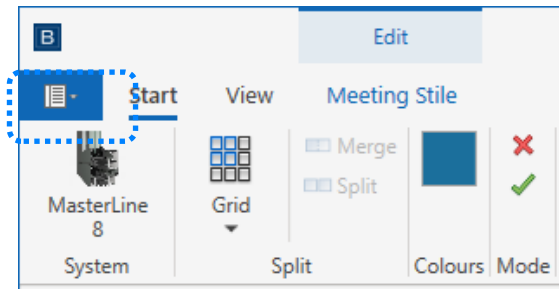 B
Edit
Start View Meeting Stile
MasterLine
8
Grid
Merge
Split
System Split Colours Mode